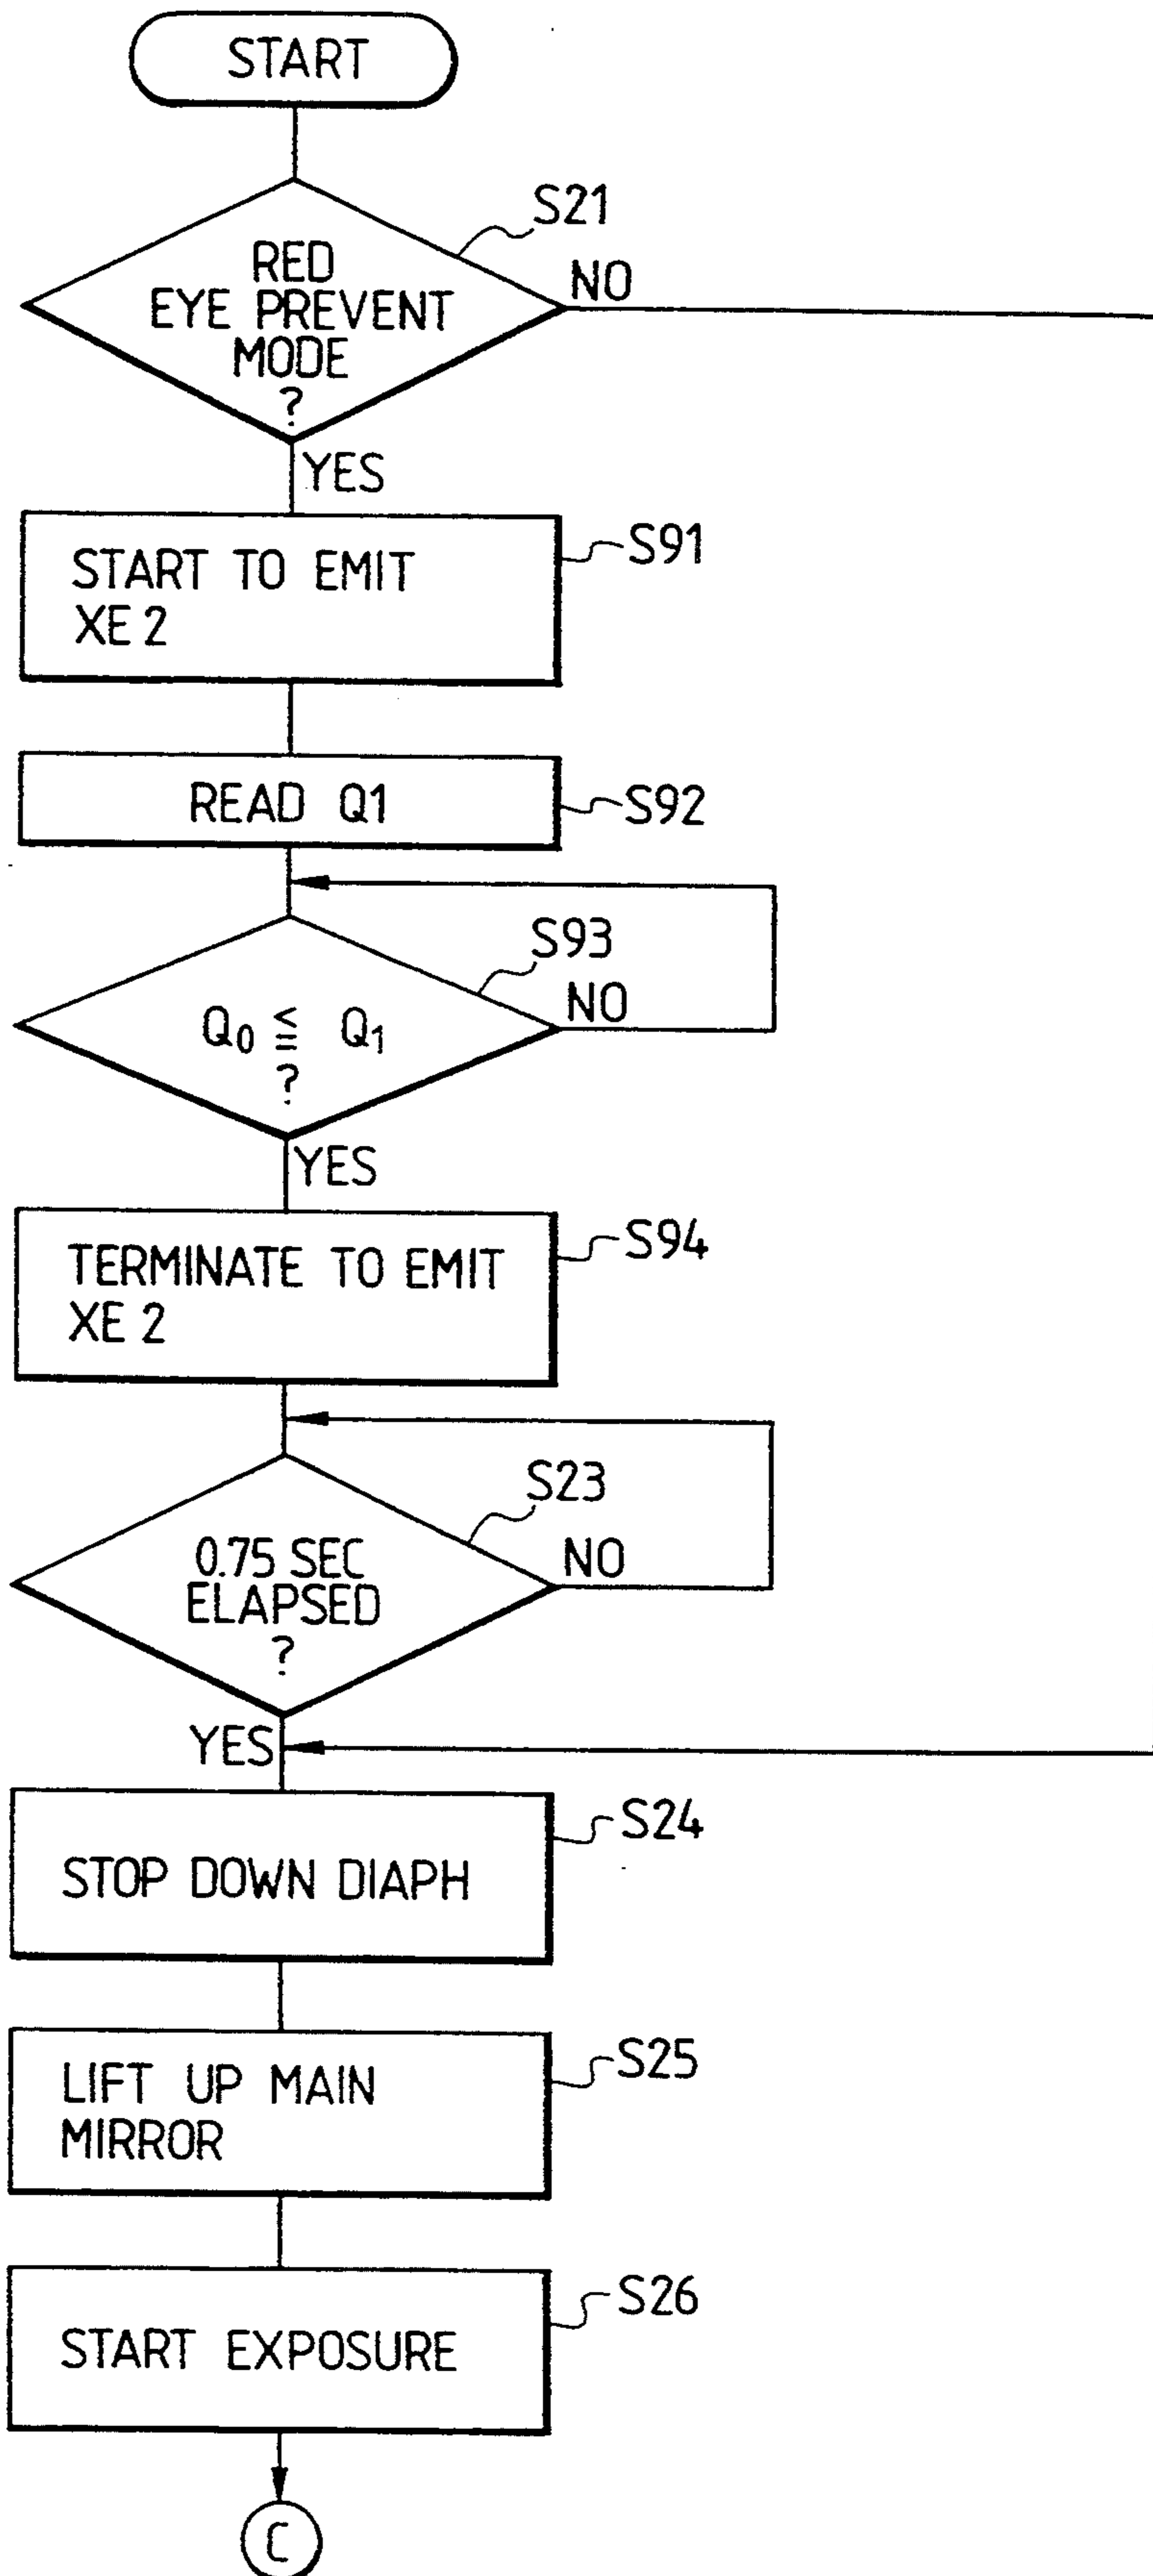 START
S21
RED
EYE PREVENT
MODE
?
NO
YES
START TO EMIT
XE 2
S91
READ Q1
S92
S93
Q₀ ≦ Q₁
?
NO
YES
TERMINATE TO EMIT
XE 2
S94
S23
0.75 SEC
ELAPSED
?
NO
YES
STOP DOWN DIAPH
S24
LIFT UP MAIN
MIRROR
S25
START EXPOSURE
S26
C